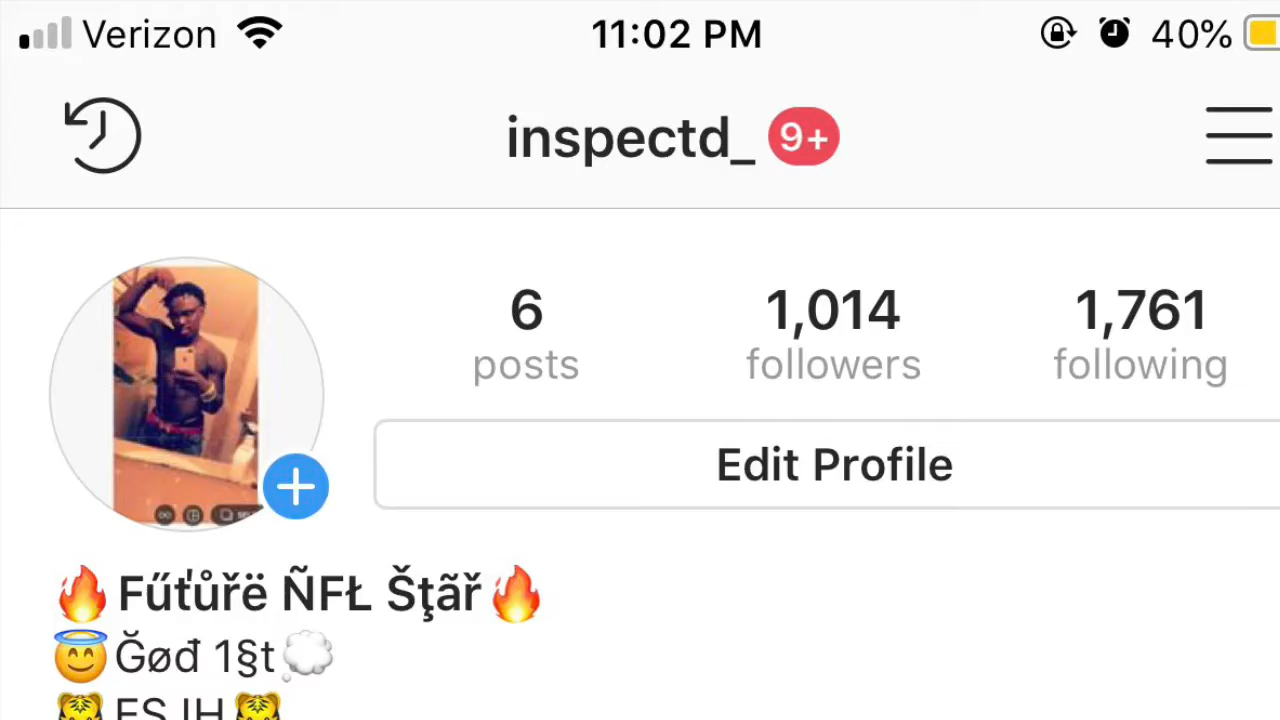 Verizon 11:02 PM 40%
inspectd_ 9+
6 1,014 1,761
posts followers following
Edit Profile
🔥Fűťůřë ÑFŁ Šţãř🔥
😇Ğøđ 1§t💭
🐯ESJH🐯